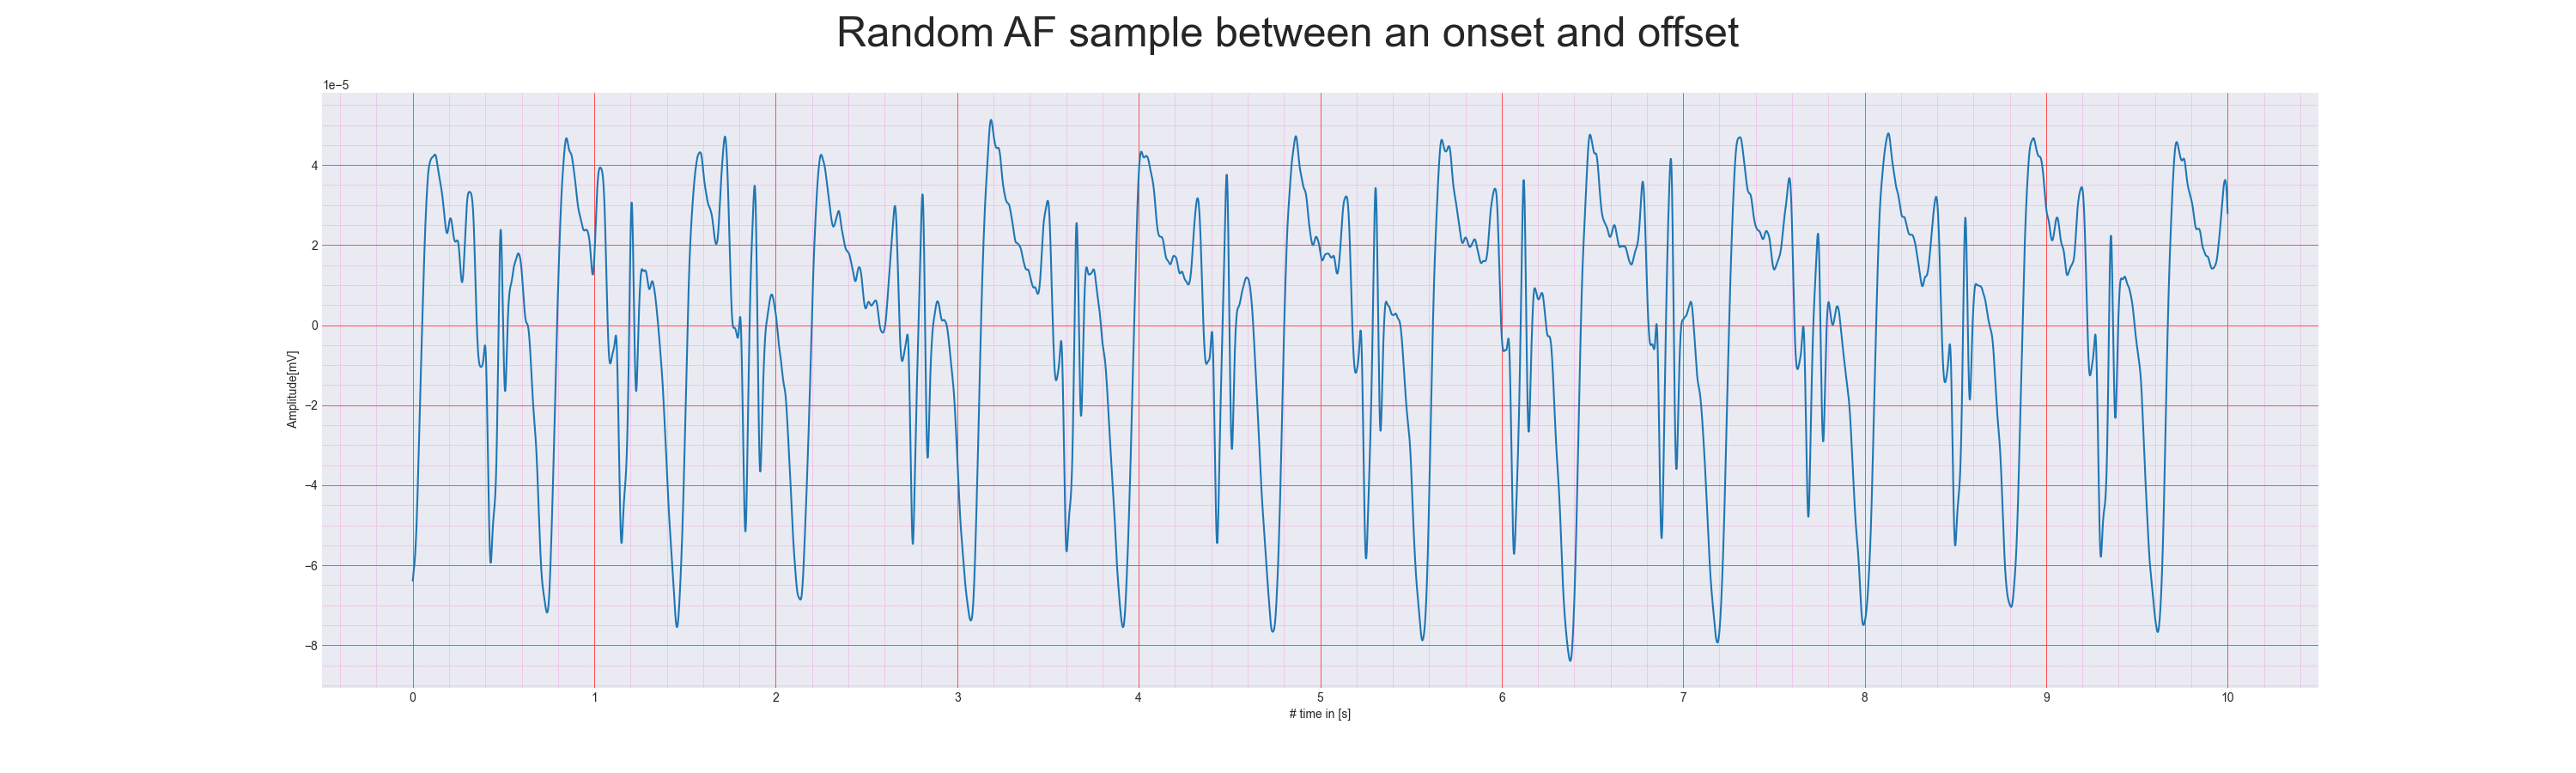 Random AF sample between an onset and offset
1e−5
4
2
0
−2
−4
−6
−8
Amplitude[mV]
0 1 2 3 4 5 6 7 8 9 10
# time in [s]